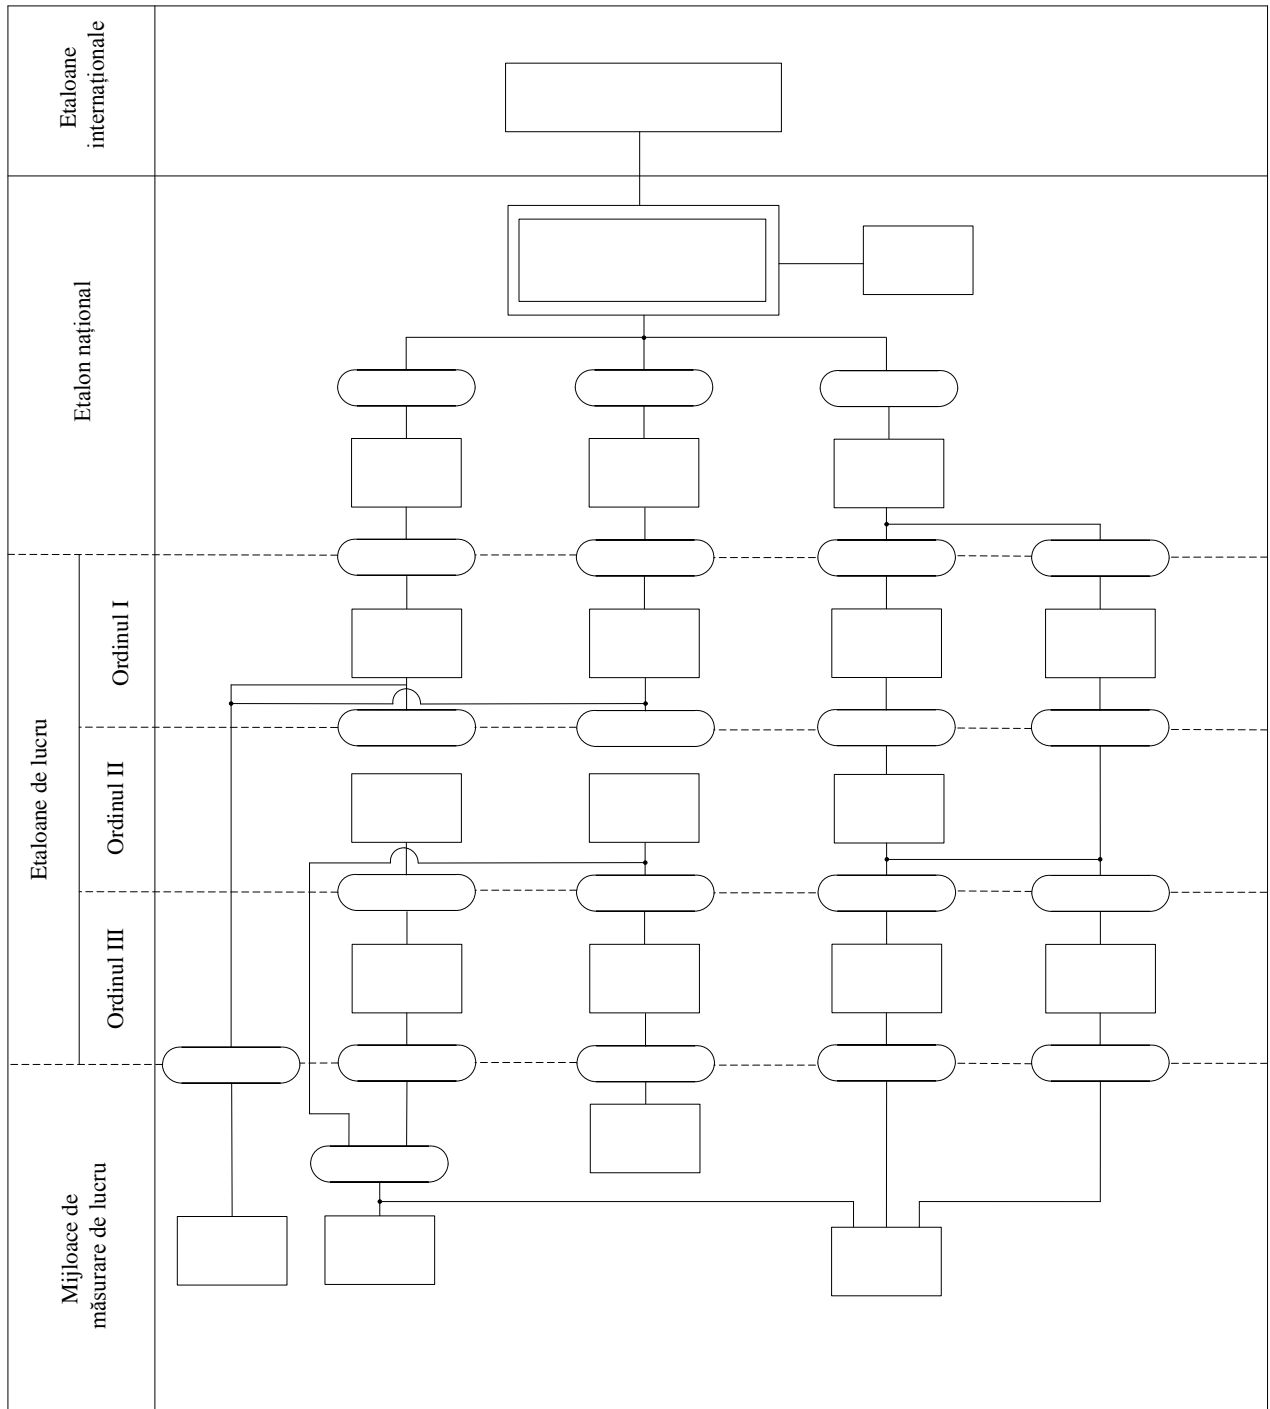 Etaloane
internaționale
Etalon național
Etaloane de lucru
Ordinul I
Ordinul II
Ordinul III
Mijloace de
măsurare de lucru